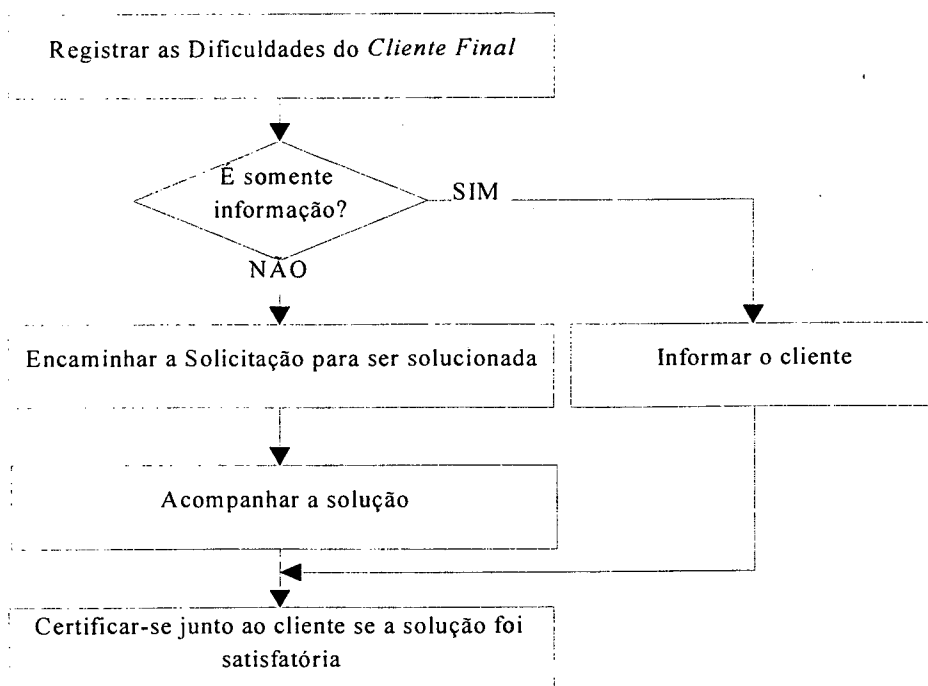 Registrar as Dificuldades do Cliente Final
É somente
informação?
SIM
NÃO
Encaminhar a Solicitação para ser solucionada
Informar o cliente
Acompanhar a solução
Certificar-se junto ao cliente se a solução foi
satisfatória